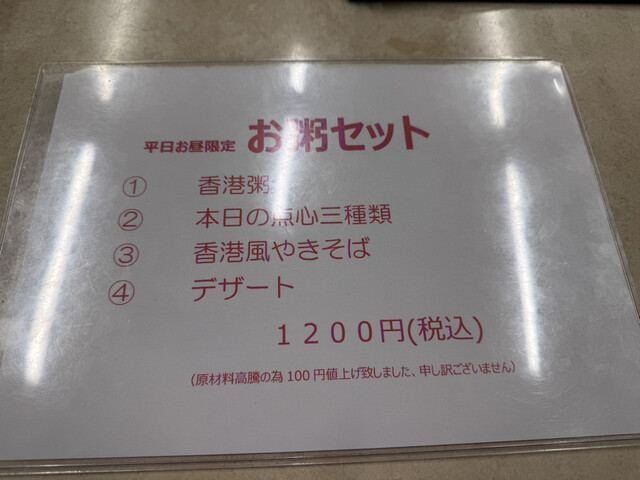 平日お昼限定 お粥セット
① 香港粥
② 本日の点心三種類
③ 香港風やきそば
④ デザート
1200円(税込)
(原材料高騰の為100円値上げ致しました、申し訳ございません)